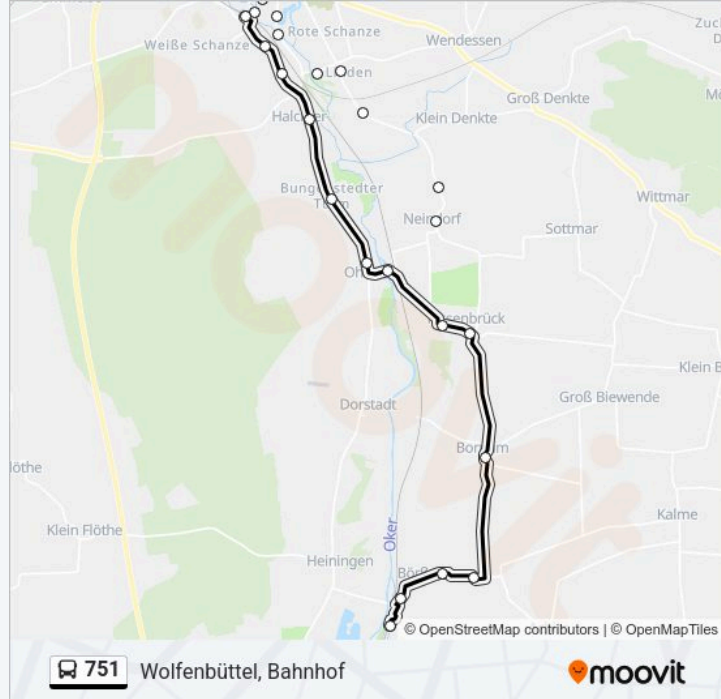 Rote Schanze
Weiße Schanze
Wendessen
Groß Denkte
Klein Denkte
Wittmar
Neindorf
Sottmar
Dorstadt
Groß Biewende
Klein
Kalme
Klein Flöthe
Oker
Heiningen
© OpenStreetMap contributors | © OpenMapTiles
751 Wolfenbüttel, Bahnhof
moovit